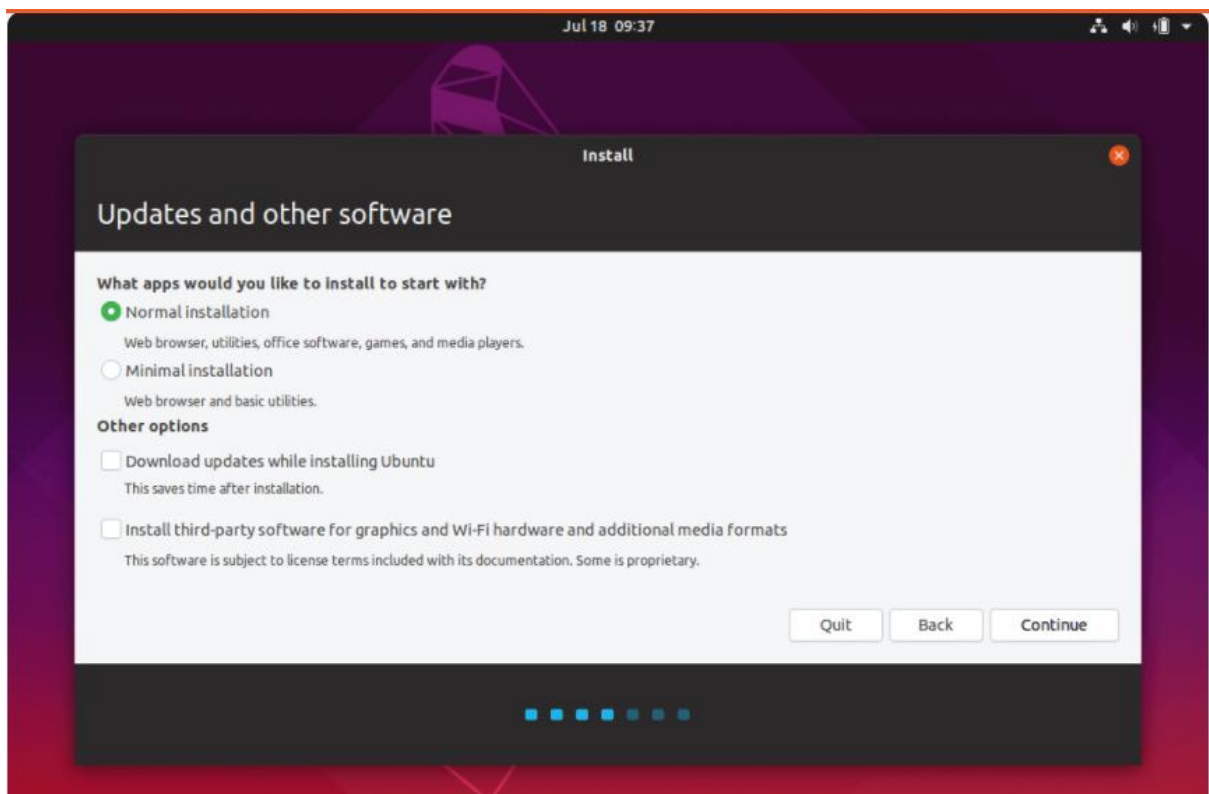 Jul 18 09:37
Install
Updates and other software
What apps would you like to install to start with?
Normal installation
Web browser, utilities, office software, games, and media players.
Minimal installation
Web browser and basic utilities.
Other options
Download updates while installing Ubuntu
This saves time after installation.
Install third-party software for graphics and Wi-Fi hardware and additional media formats
This software is subject to license terms included with its documentation. Some is proprietary.
Quit Back Continue